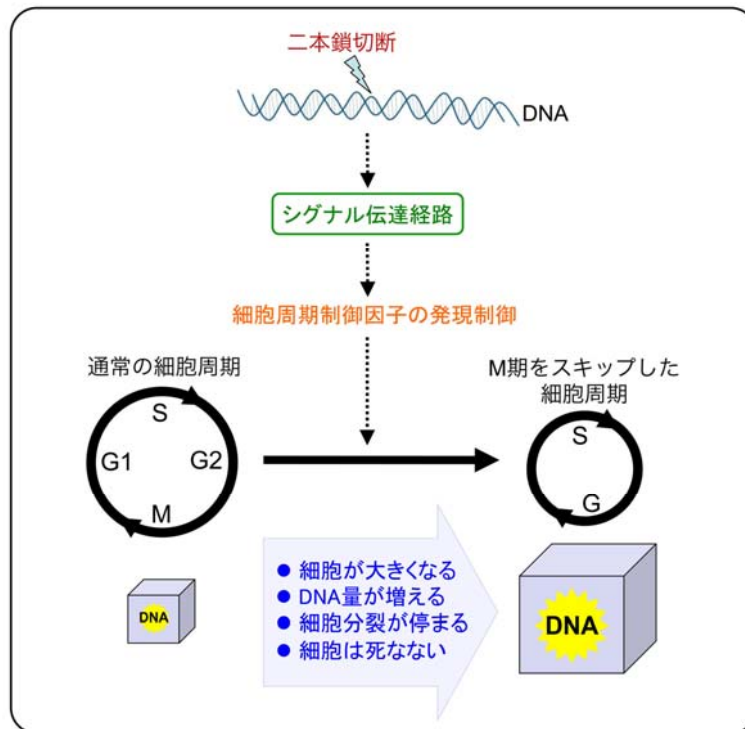 二本鎖切断
DNA
シグナル伝達経路
細胞周期制御因子の発現制御
通常の細胞周期
S
G1
G2
M
M期をスキップした
細胞周期
S
G
● 細胞が大きくなる
● DNA量が増える
● 細胞分裂が停まる
● 細胞は死なない
DNA
DNA